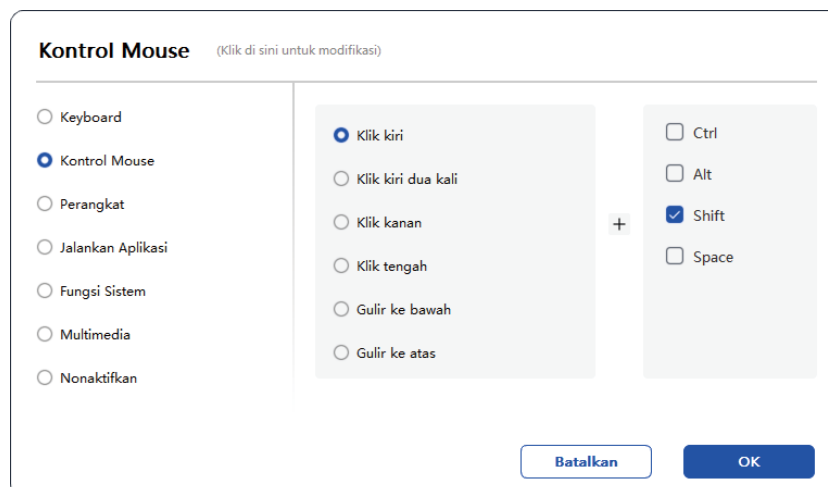 Kontrol Mouse (Klik di sini untuk modifikasi)
Keyboard
Kontrol Mouse
Perangkat
Jalankan Aplikasi
Fungsi Sistem
Multimedia
Nonaktifkan
Klik kiri
Klik kiri dua kali
Klik kanan
Klik tengah
Gulir ke bawah
Gulir ke atas
+
Ctrl
Alt
Shift
Space
Batalkan
OK